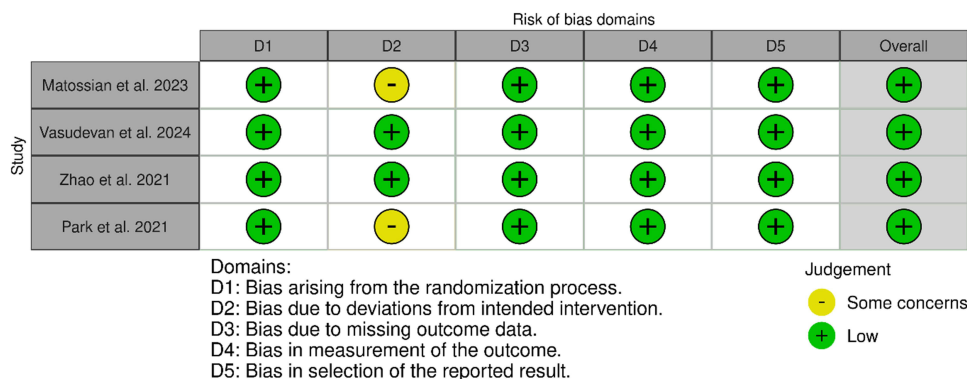 Risk of bias domains
D1 D2 D3 D4 D5 Overall
Study
Matossian et al. 2023 + - + + + +
Vasudevan et al. 2024 + + + + + +
Zhao et al. 2021 + + + + + +
Park et al. 2021 + - + + + +
Domains:
D1: Bias arising from the randomization process.
D2: Bias due to deviations from intended intervention.
D3: Bias due to missing outcome data.
D4: Bias in measurement of the outcome.
D5: Bias in selection of the reported result.
Judgement
- Some concerns
+ Low